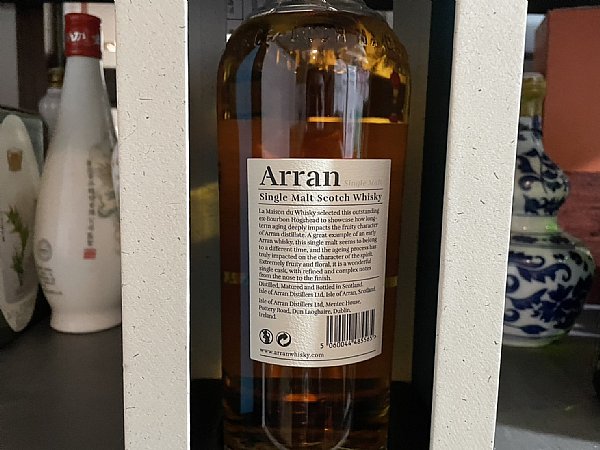 Arran Single Malt
Single Malt Scotch Whisky
La Maison du Whisky selected this outstanding
ex-Bourbon Hogshead to showcase how long-
term aging deeply impacts the fruity character
of Arran distillate. A great example of an early
Arran whisky, this single malt seems to belong
to a different time, and the ageing process has
truly impacted on the character of the spirit.
Extremely fruity and floral, it is a wonderful
single cask, with refined and complex notes
from the nose to the finish.
Distilled, Matured and Bottled in Scotland.
Isle of Arran Distillers Ltd, Isle of Arran, Scotland
Isle of Arran Distillers Ltd, Mentec House,
Pottery Road, Dun Laoghaire, Dublin,
Ireland.
5 060044 485585
www.arranwhisky.com